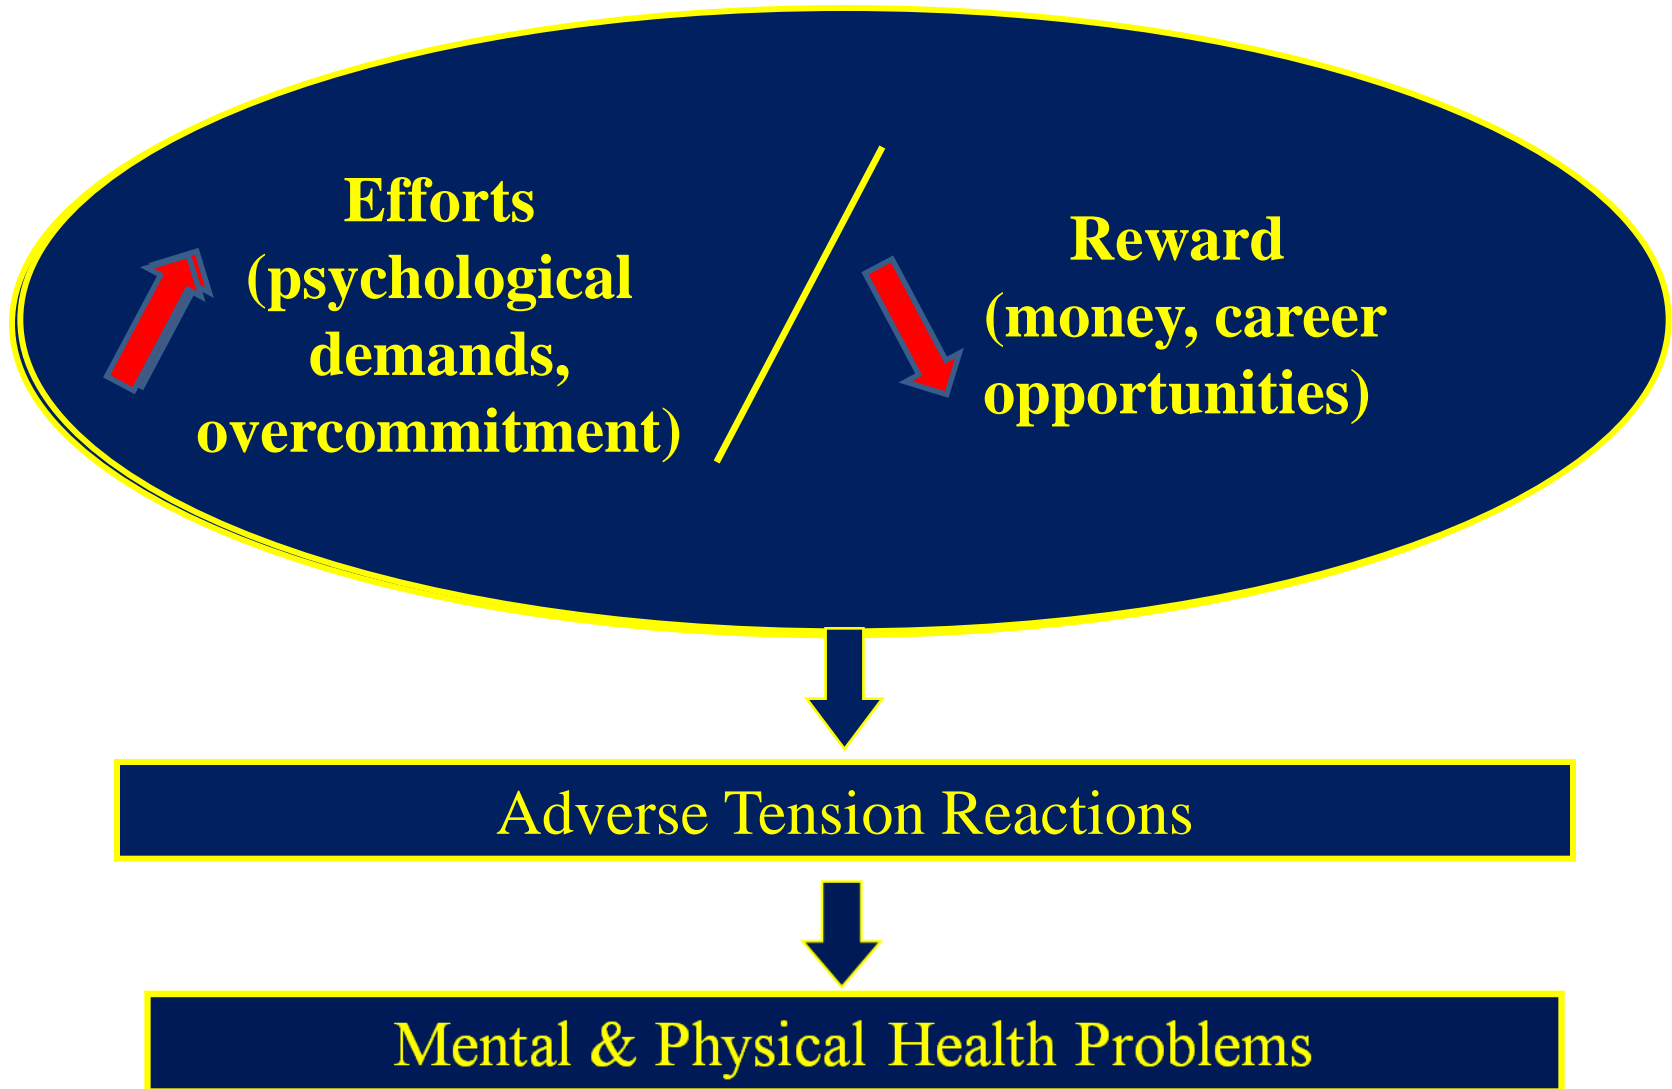 Efforts
(psychological
demands,
overcommitment)
Reward
(money, career
opportunities)
Adverse Tension Reactions
Mental & Physical Health Problems